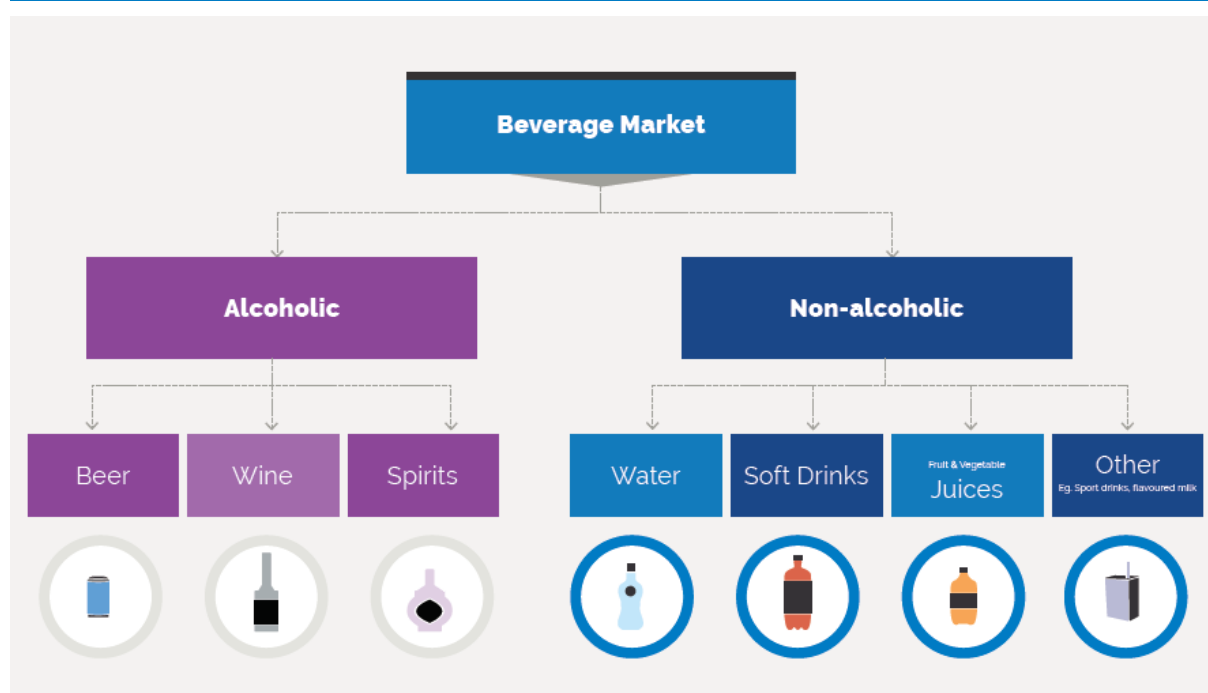 Beverage Market
Alcoholic
Non-alcoholic
Beer
Wine
Spirits
Water
Soft Drinks
Fruit & Vegetable
Juices
Other
Eg. Sport drinks, flavoured milk